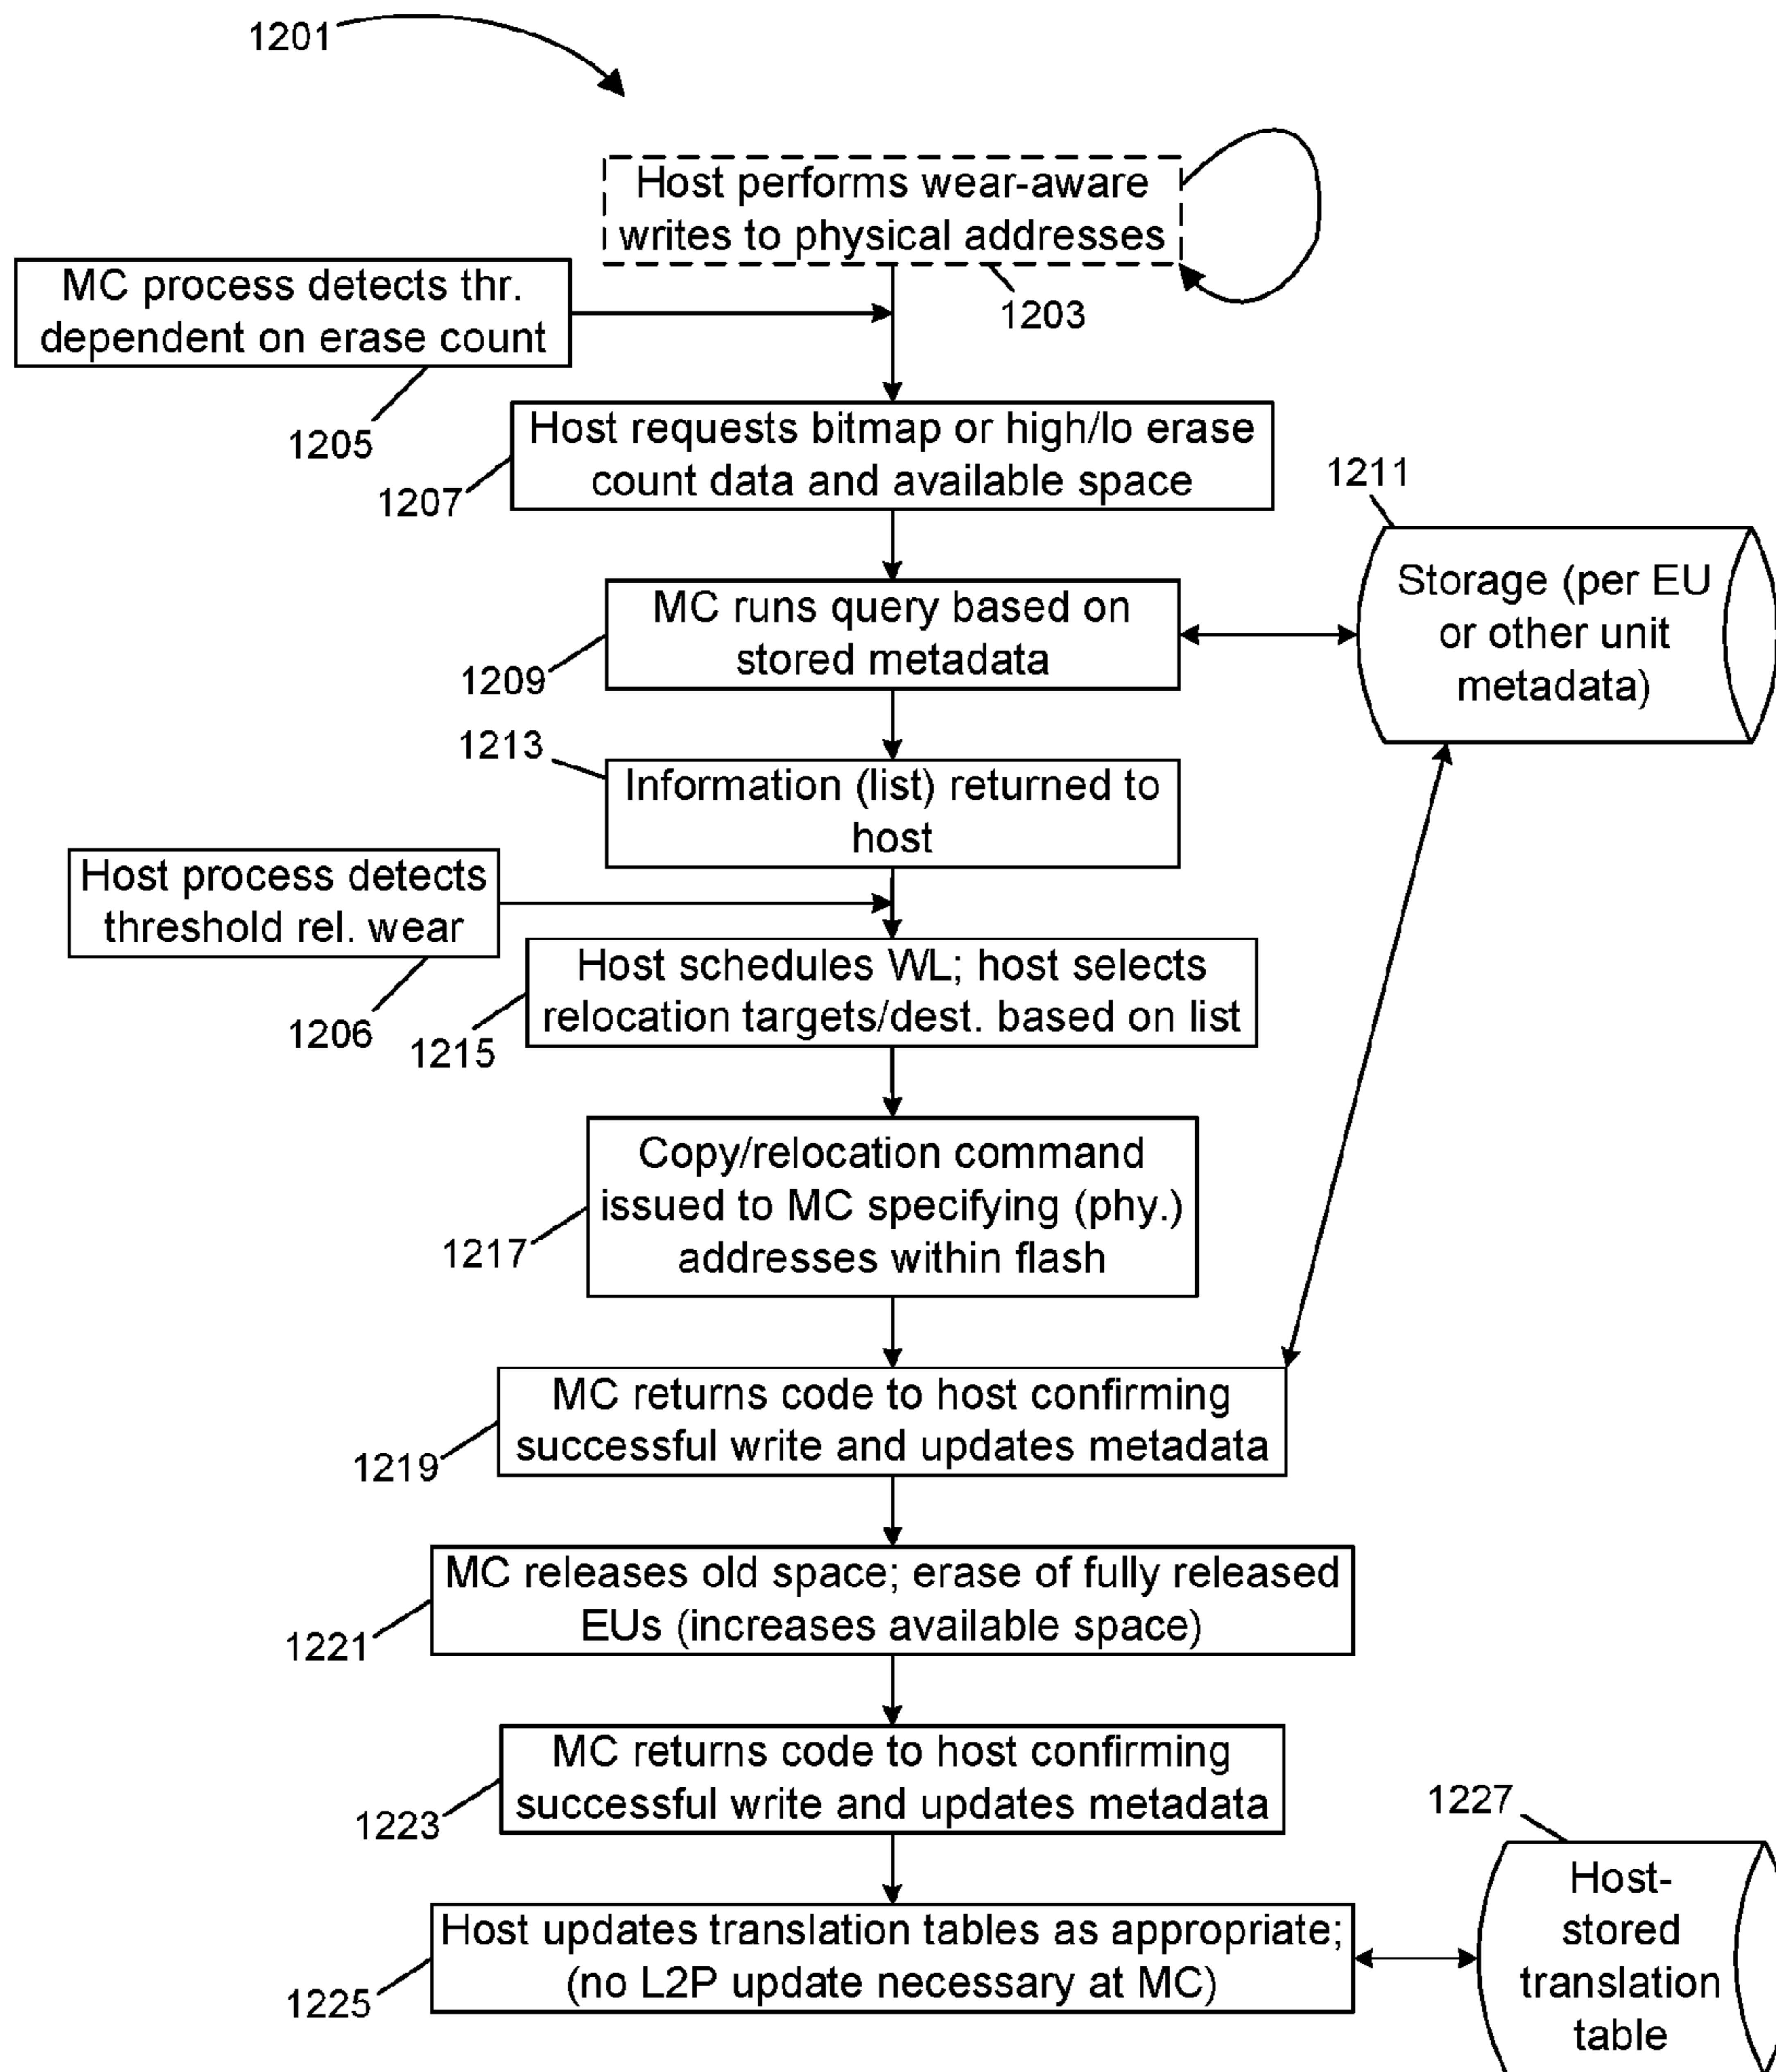 1201
Host performs wear-aware
writes to physical addresses
1203
MC process detects thr.
dependent on erase count
1205
Host requests bitmap or high/lo erase
count data and available space
1207
1211
Storage (per EU
or other unit
metadata)
MC runs query based on
stored metadata
1209
1213
Information (list) returned to
host
Host process detects
threshold rel. wear
1206
Host schedules WL; host selects
relocation targets/dest. based on list
1215
Copy/relocation command
issued to MC specifying (phy.)
addresses within flash
1217
MC returns code to host confirming
successful write and updates metadata
1219
MC releases old space; erase of fully released
EUs (increases available space)
1221
MC returns code to host confirming
successful write and updates metadata
1223
1227
Host-
stored
translation
table
Host updates translation tables as appropriate;
(no L2P update necessary at MC)
1225